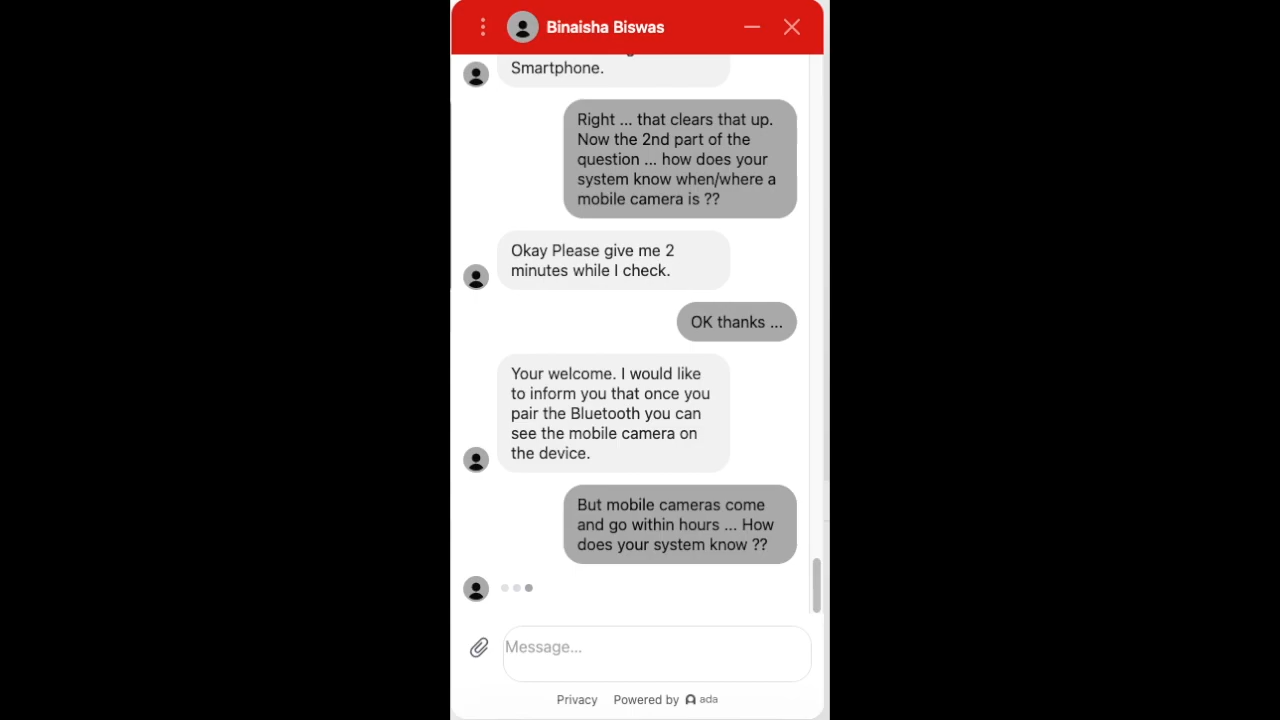 Binaisha Biswas
Smartphone.
Right ... that clears that up.
Now the 2nd part of the
question ... how does your
system know when/where a
mobile camera is ??
Okay Please give me 2
minutes while I check.
OK thanks ...
Your welcome. I would like
to inform you that once you
pair the Bluetooth you can
see the mobile camera on
the device.
But mobile cameras come
and go within hours ... How
does your system know ??
Message...
Privacy Powered by ada